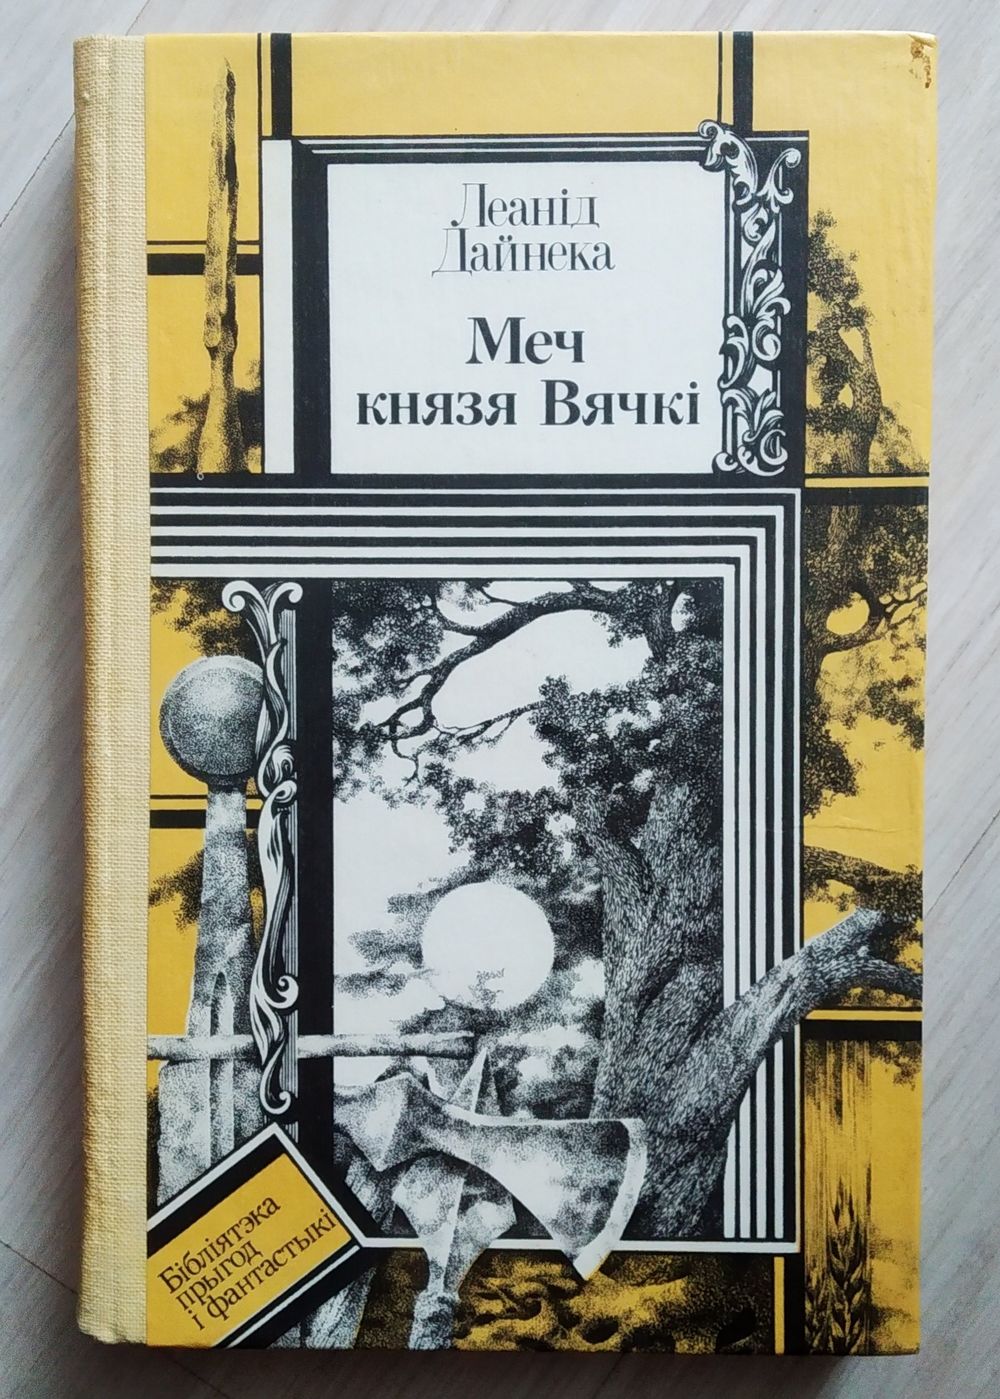 Леанід
Дайнека
Меч
князя Вячкі
Бібліятэка
прыгод
і фантастыкі